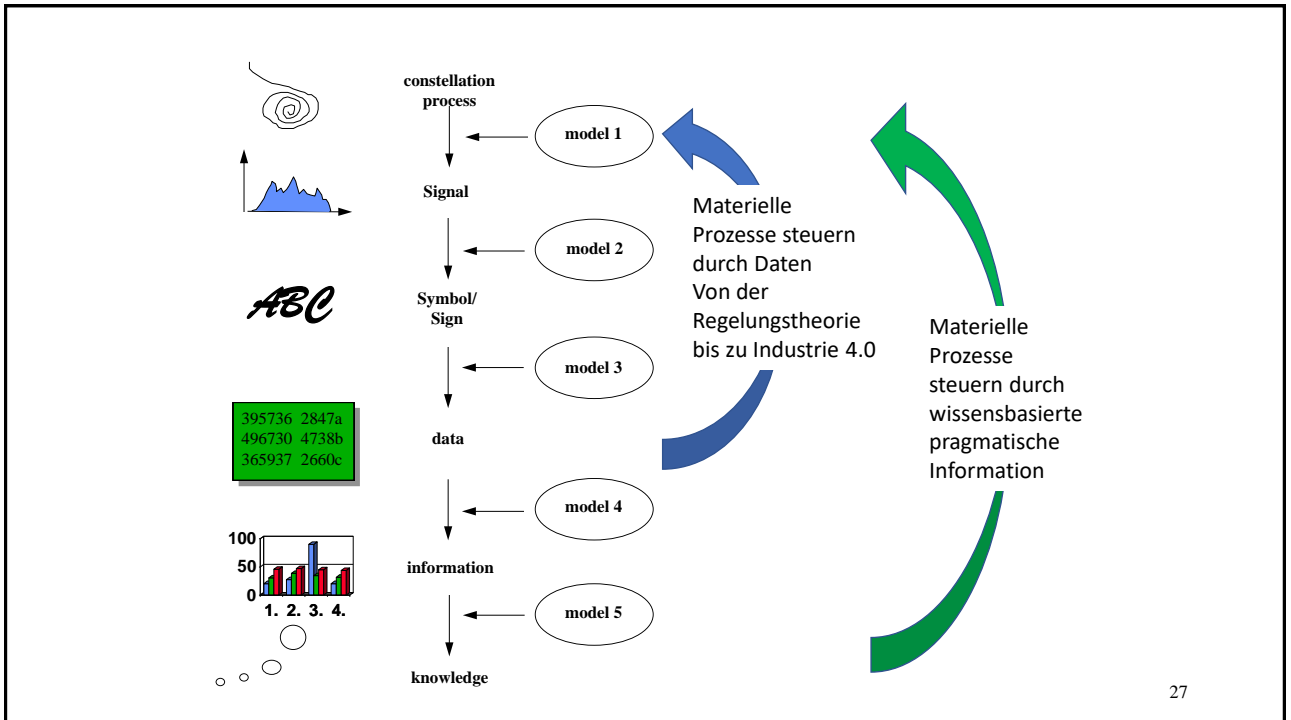 constellation
process
model 1
Signal
model 2
Symbol/
Sign
ABC
model 3
395736 2847a
496730 4738b
365937 2660c
data
model 4
100
50
0
1. 2. 3. 4.
information
model 5
knowledge
Materielle
Prozesse steuern
durch Daten
Von der
Regelungstheorie
bis zu Industrie 4.0
Materielle
Prozesse
steuern durch
wissensbasierte
pragmatische
Information
27